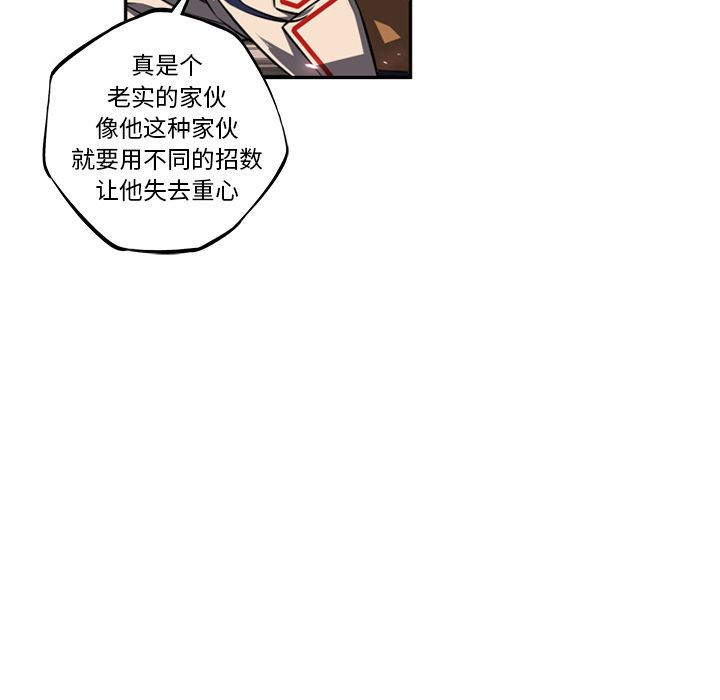 真是个
老实的家伙
像他这种家伙
就要用不同的招数
让他失去重心